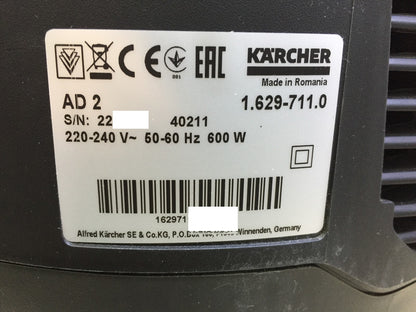 KÄRCHER
Made in Romania
AD 2 1.629-711.0
S/N: 22 40211
220-240 V~ 50-60 Hz 600 W
162971
Alfred Kärcher SE & Co.KG, P.O.Box Winnenden, Germany